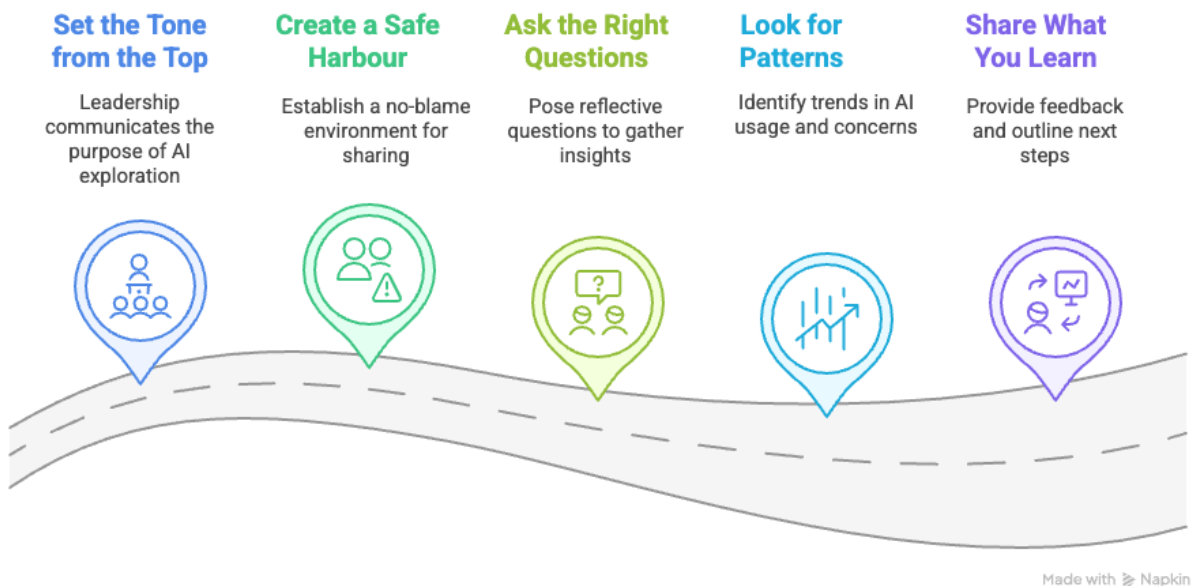 Set the Tone
from the Top
Leadership
communicates the
purpose of AI
exploration
Create a Safe
Harbour
Establish a no-blame
environment for
sharing
Ask the Right
Questions
Pose reflective
questions to gather
insights
Look for
Patterns
Identify trends in AI
usage and concerns
Share What
You Learn
Provide feedback
and outline next
steps
?
!
Made with Napkin